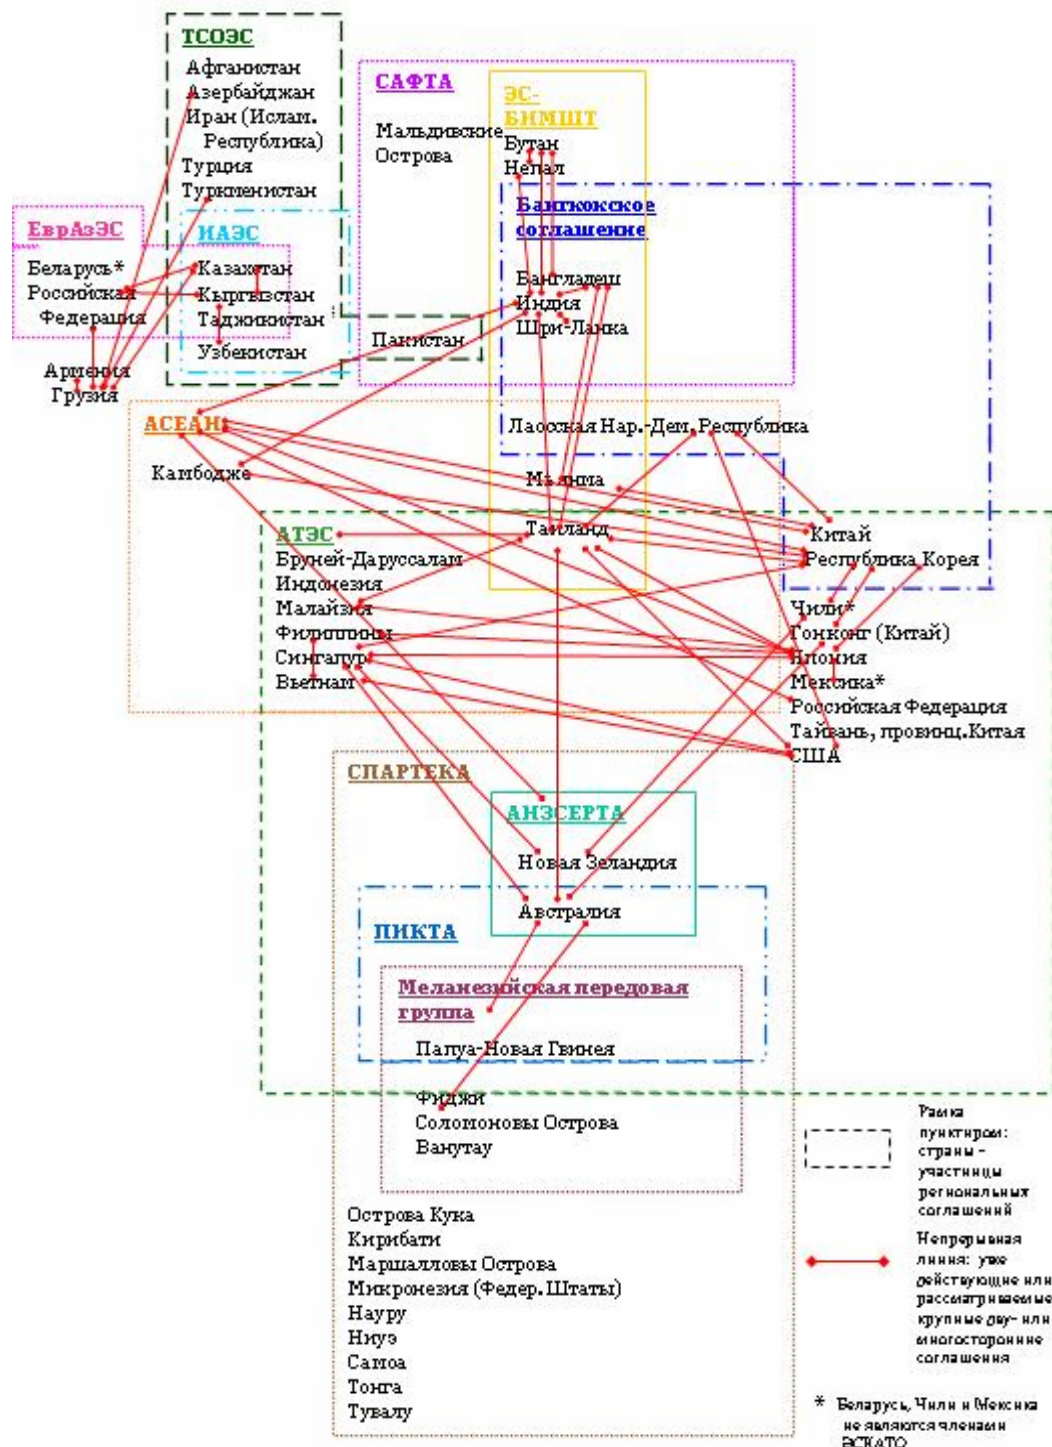 ТСОЭС
Афганистан
Азербайджан
Иран (Ислам.
Республика)
Турция
Туркменистан
САФТА
Мальдивские
Острова
ЭС-
БИМШТ
Бутан
Непал
Бангкокское
соглашение
ЕврАзЭС
Беларусь*
Российская
Федерация
ИАЭС
Казахстан
Кыргызстан
Таджикистан
Узбекистан
Бангладеш
Индия
Шри-Ланка
Пакистан
Армения
Грузия
АСЕАН
Лаосская Нар.-Дем. Республика
Камбодже
Мьянма
Таиланд
Китай
Республика Корея
АТЭС
Бруней-Даруссалам
Индонезия
Малайзия
Филиппины
Сингапур
Вьетнам
Чили*
Гонконг (Китай)
Япония
Мексика*
Российская Федерация
Тайвань, провинц.Китая
США
СПАРТЕКА
АНЗСЕРТА
Новая Зеландия
Австралия
ПИКТА
Меланезийская передовая
группа
Папуа-Новая Гвинея
Фиджи
Соломоновы Острова
Ванутау
Острова Кука
Кирибати
Маршалловы Острова
Микронезия (Федер. Штаты)
Науру
Ниуэ
Самоа
Тонга
Тувалу
Рамка
пунктиром:
страны -
участницы
региональных
соглашений
Непрерывная
линия: уже
действующие или
рассматриваемые
крупные дву- или
многосторонние
соглашения
* Беларусь, Чили и Мексика
не являются членами
ЭСКАТО